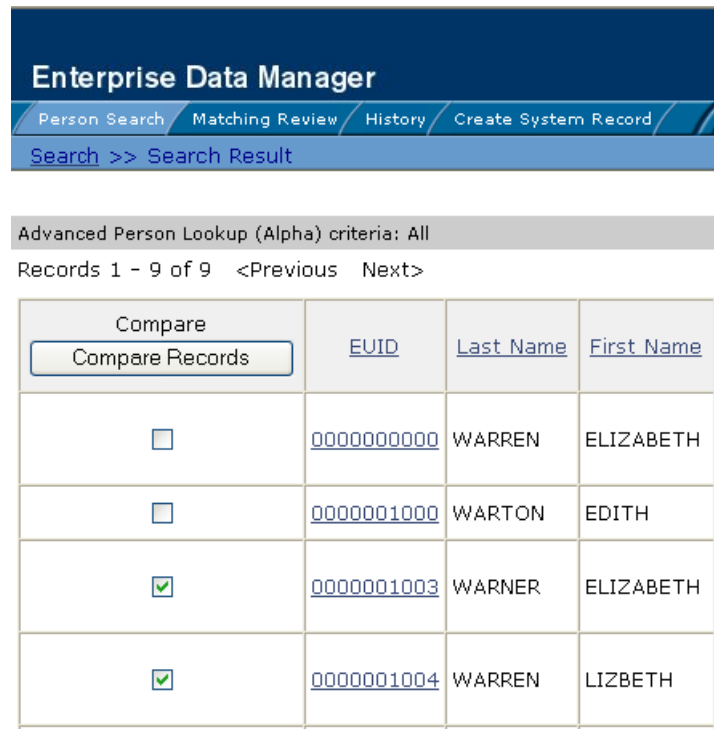 Enterprise Data Manager
Person Search Matching Review History Create System Record
Search >> Search Result
Advanced Person Lookup (Alpha) criteria: All
Records 1 - 9 of 9 <Previous Next>
Compare
Compare Records EUID Last Name First Name
0000000000 WARREN ELIZABETH
0000001000 WARTON EDITH
0000001003 WARNER ELIZABETH
0000001004 WARREN LIZBETH